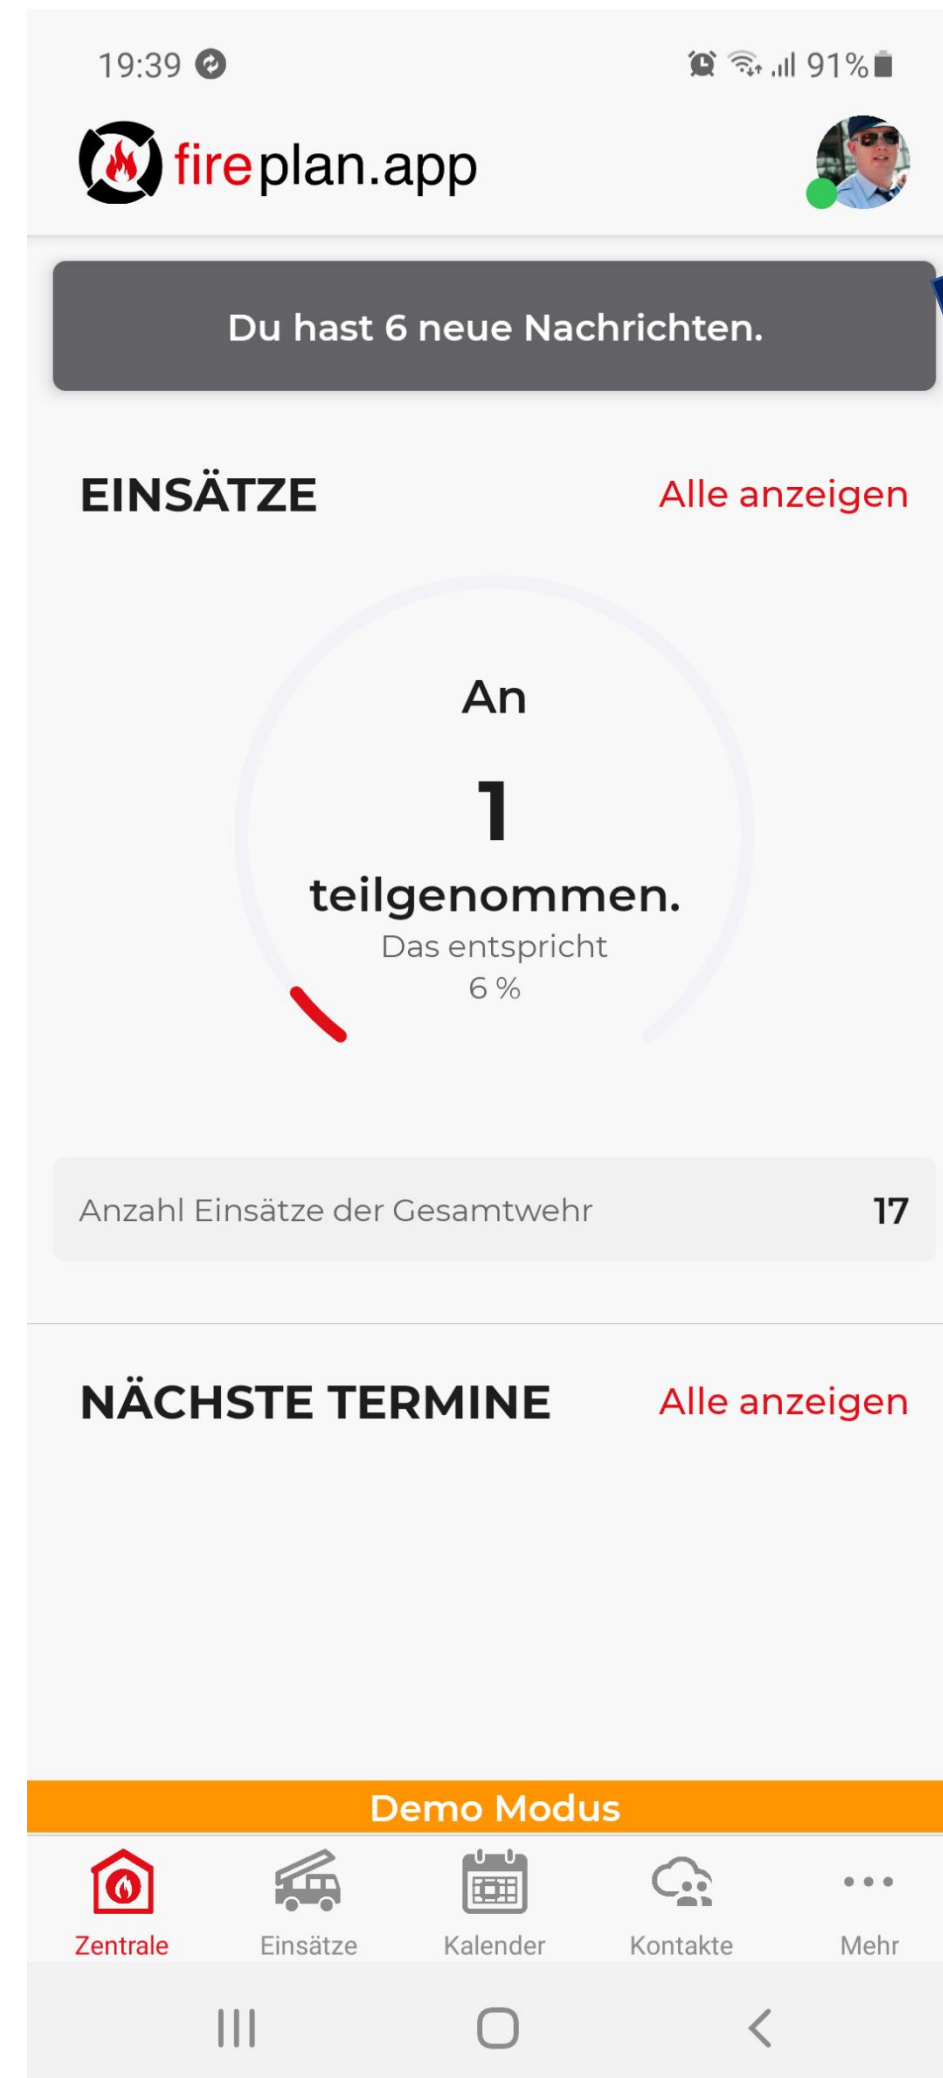 19:39
91%
fireplan.app
Du hast 6 neue Nachrichten.
EINSÄTZE
Alle anzeigen
An
1
teilgenommen.
Das entspricht
6 %
Anzahl Einsätze der Gesamtwehr
17
NÄCHSTE TERMINE
Alle anzeigen
Demo Modus
Zentrale
Einsätze
Kalender
Kontakte
Mehr